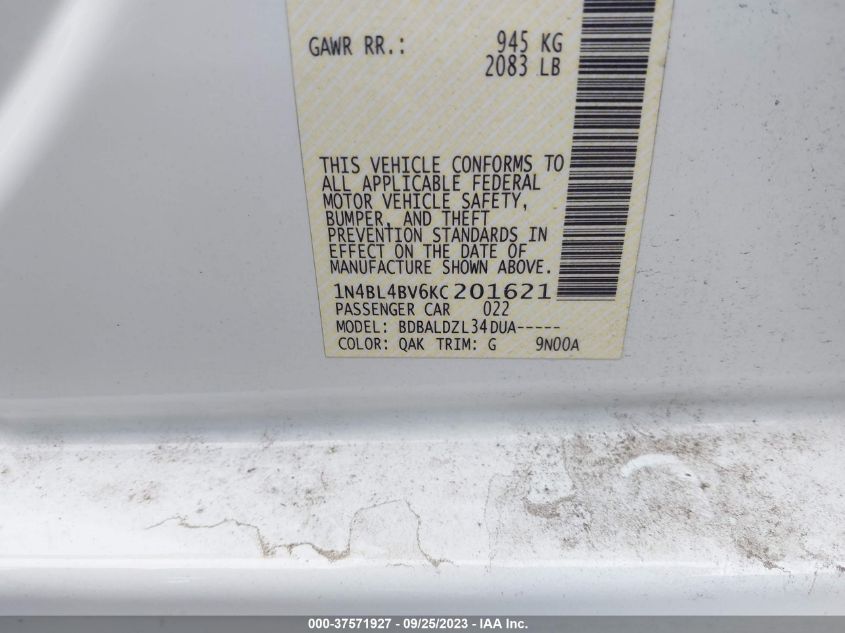 GAWR RR.: 945 KG
2083 LB
THIS VEHICLE CONFORMS TO
ALL APPLICABLE FEDERAL
MOTOR VEHICLE SAFETY,
BUMPER, AND THEFT
PREVENTION STANDARDS IN
EFFECT ON THE DATE OF
MANUFACTURE SHOWN ABOVE.
1N4BL4BV6KC201621
PASSENGER CAR 022
MODEL: BDBALDZL34DUA-----
COLOR: QAK TRIM: G 9N00A
000-37571927 - 09/25/2023 - IAA Inc.